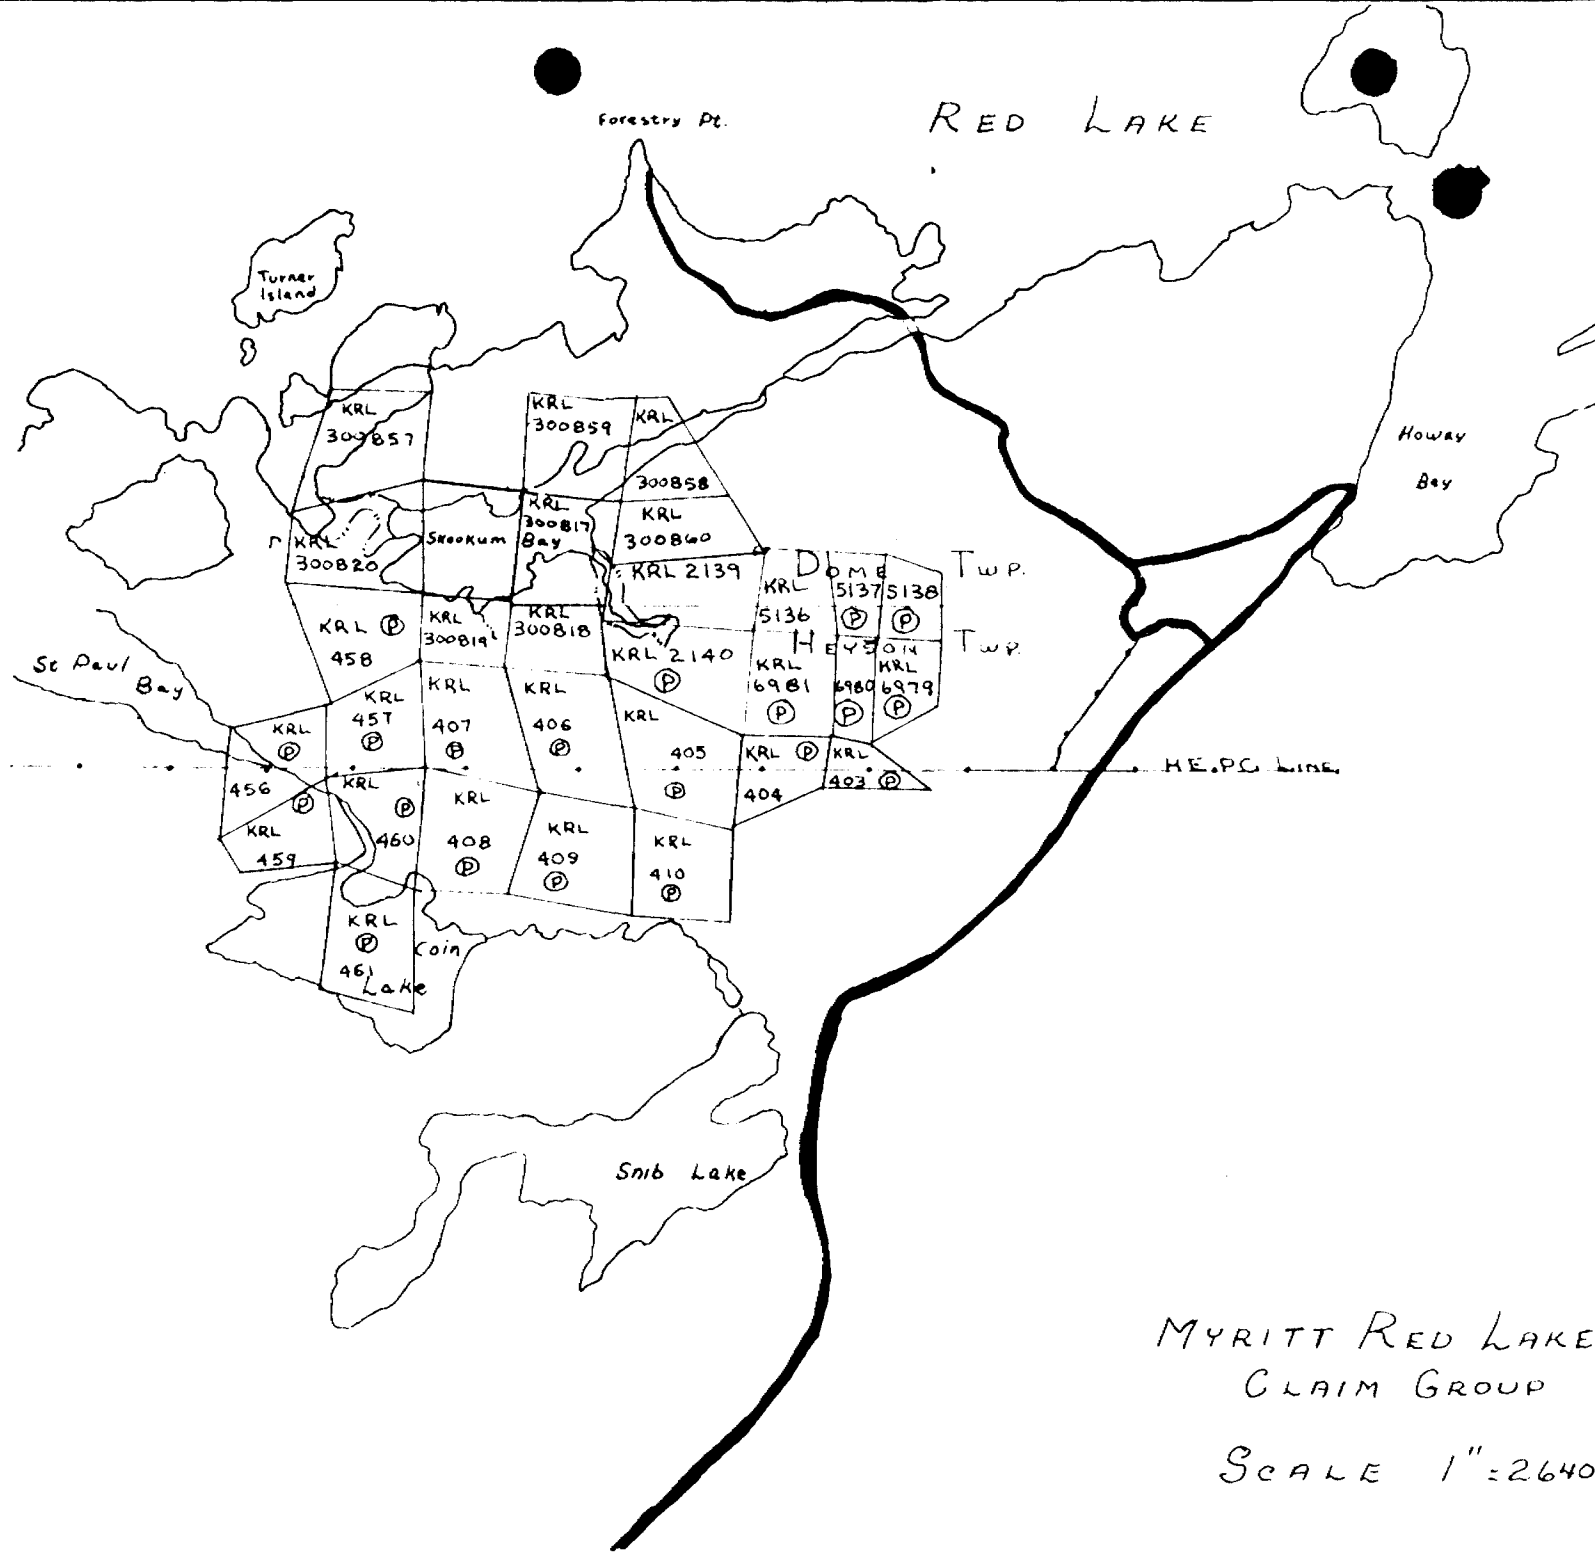 Forestry Pt.
RED LAKE
Turner
Island
KRL
300857
KRL
300859
KRL
300858
Howay
Bay
KRL
300820
Skookum
KRL
300817
Bay
KRL
300860
KRL 2139
DOME Twp.
KRL
5136
5137
P
5138
P
KRL P
458
KRL
300819
KRL
300818
KRL 2140
P
HEYSON Twp.
KRL
6981
P
6980
P
KRL
6979
P
St Paul
Bay
KRL
P
456
KRL
457
P
KRL
407
P
KRL
406
P
KRL
405
P
KRL P
404
KRL
403 P
H.E.P.C. LINE
P
KRL
459
KRL
P
460
KRL
408
P
KRL
409
P
KRL
410
P
KRL
P
461
Coin
Lake
Snib Lake
MYRITT RED LAKE
CLAIM GROUP
SCALE 1"=2640